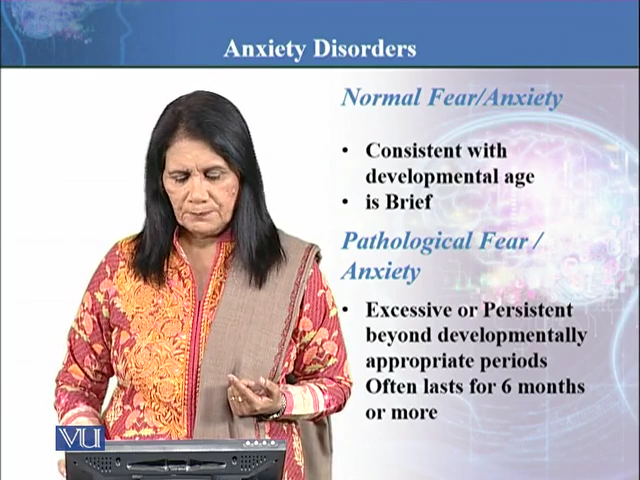 Anxiety Disorders
Normal Fear/Anxiety
• Consistent with
developmental age
• is Brief
Pathological Fear /
Anxiety
• Excessive or Persistent
beyond developmentally
appropriate periods
Often lasts for 6 months
or more
VU